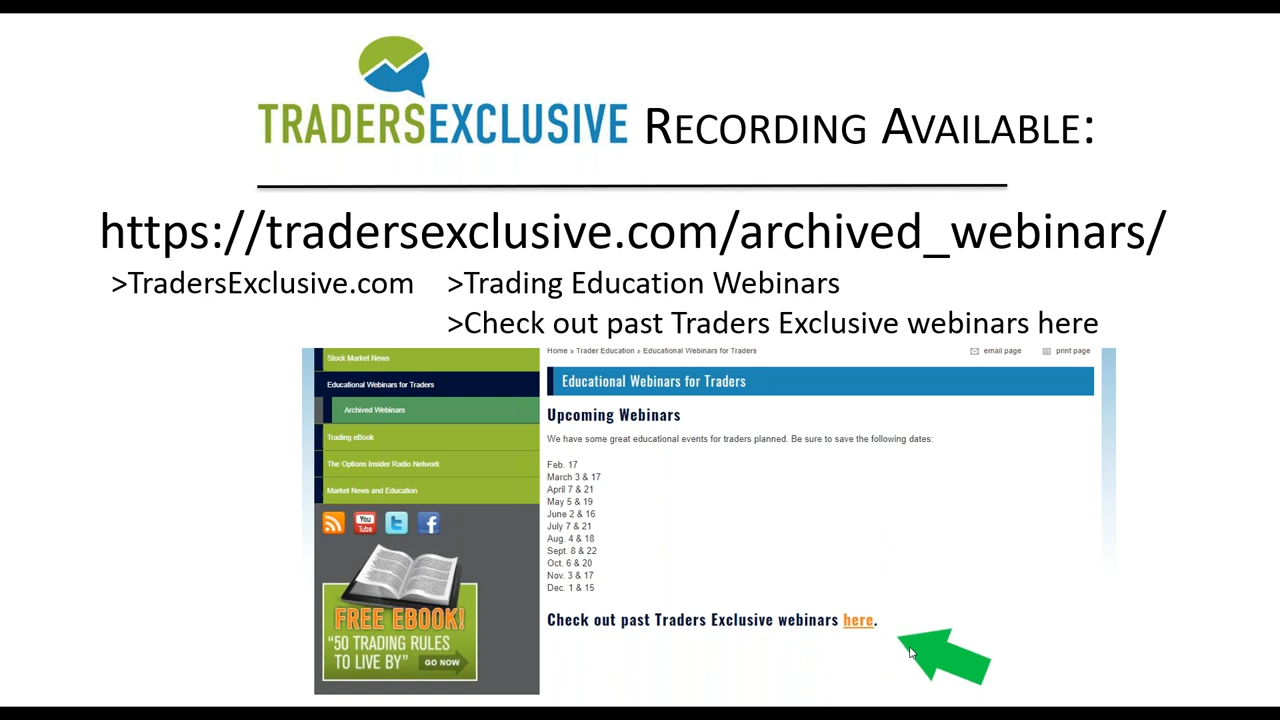 TRADERSEXCLUSIVE RECORDING AVAILABLE:
https://tradersexclusive.com/archived_webinars/
>TradersExclusive.com >Trading Education Webinars
>Check out past Traders Exclusive webinars here
Stock Market News
Educational Webinars for Traders
Archived Webinars
Trading eBook
The Options Insider Radio Network
Market News and Education
You
Tube
FREE EBOOK!
"50 TRADING RULES
TO LIVE BY"
GO NOW
Home » Trader Education » Educational Webinars for Traders
email page
print page
Educational Webinars for Traders
Upcoming Webinars
We have some great educational events for traders planned. Be sure to save the following dates:
Feb. 17
March 3 & 17
April 7 & 21
May 5 & 19
June 2 & 16
July 7 & 21
Aug. 4 & 18
Sept. 8 & 22
Oct. 6 & 20
Nov. 3 & 17
Dec. 1 & 15
Check out past Traders Exclusive webinars here.